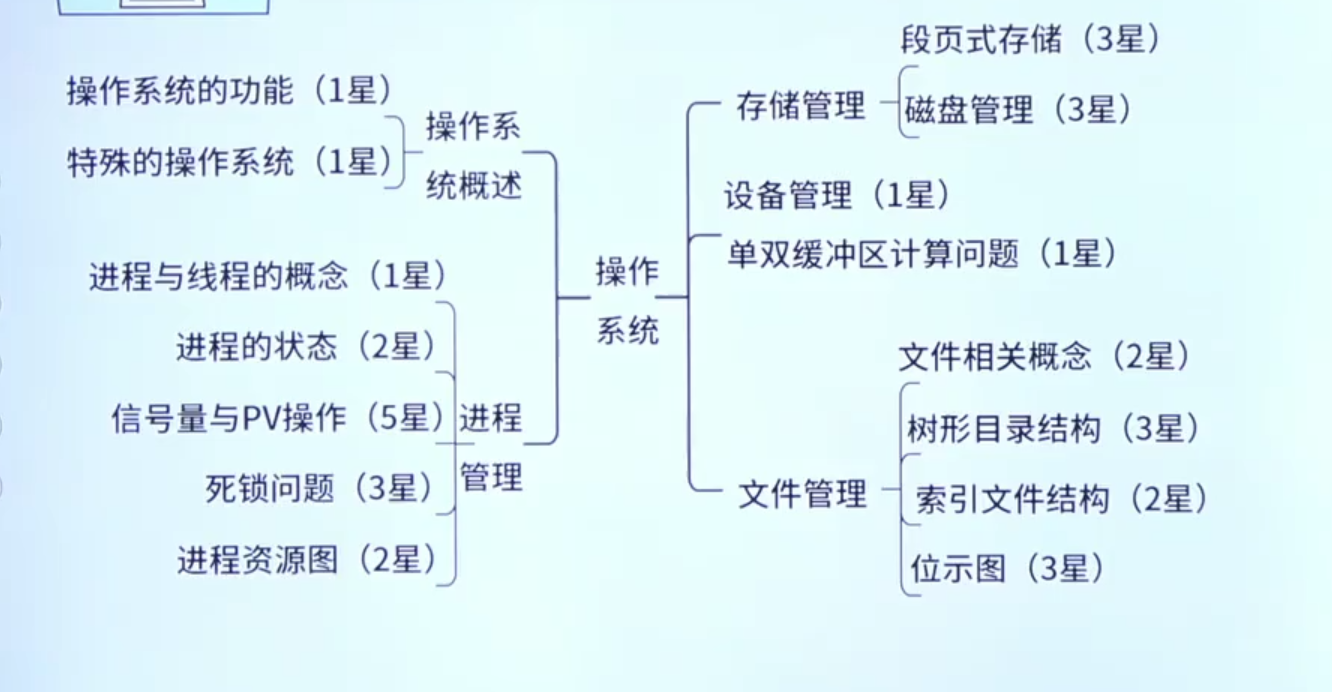 操作系统的功能（1星）
特殊的操作系统（1星）
操作系
统概述
进程与线程的概念（1星）
进程的状态（2星）
信号量与PV操作（5星）
死锁问题（3星）
进程资源图（2星）
进程
管理
操作
系统
段页式存储（3星）
存储管理
磁盘管理（3星）
设备管理（1星）
单双缓冲区计算问题（1星）
文件相关概念（2星）
树形目录结构（3星）
文件管理
索引文件结构（2星）
位示图（3星）